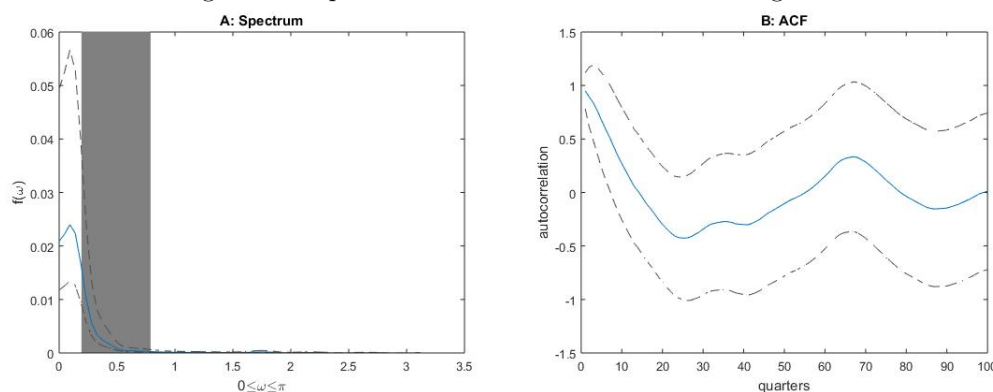 A: Spectrum
0.06
0.05
0.04
0.03
0.02
0.01
0
f(ω)
0 0.5 1 1.5 2 2.5 3 3.5
0≤ω≤π
B: ACF
1.5
1
0.5
0
-0.5
-1
-1.5
autocorrelation
0 10 20 30 40 50 60 70 80 90 100
quarters